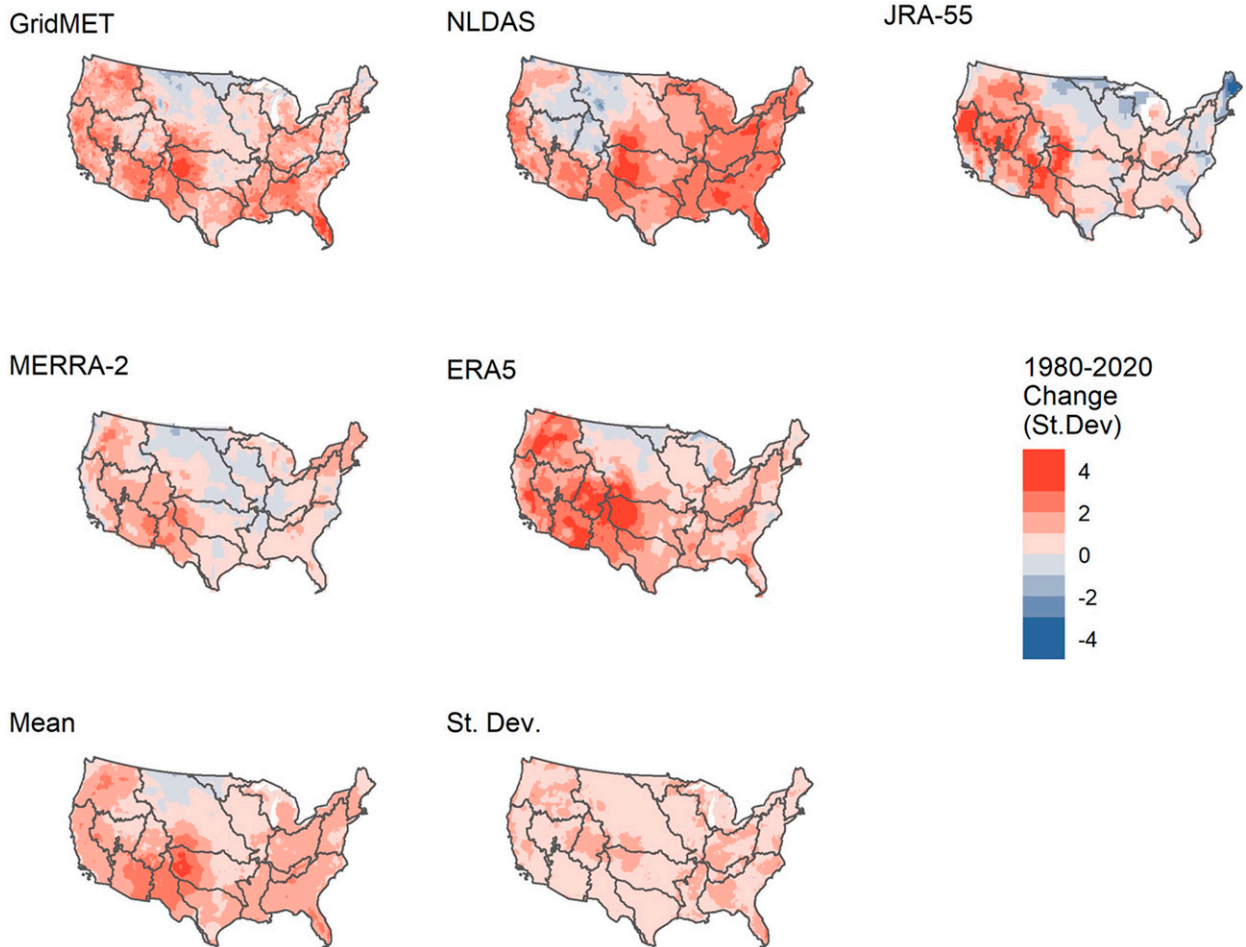 GridMET
NLDAS
JRA-55
MERRA-2
ERA5
1980-2020
Change
(St.Dev)
4
2
0
-2
-4
Mean
St. Dev.